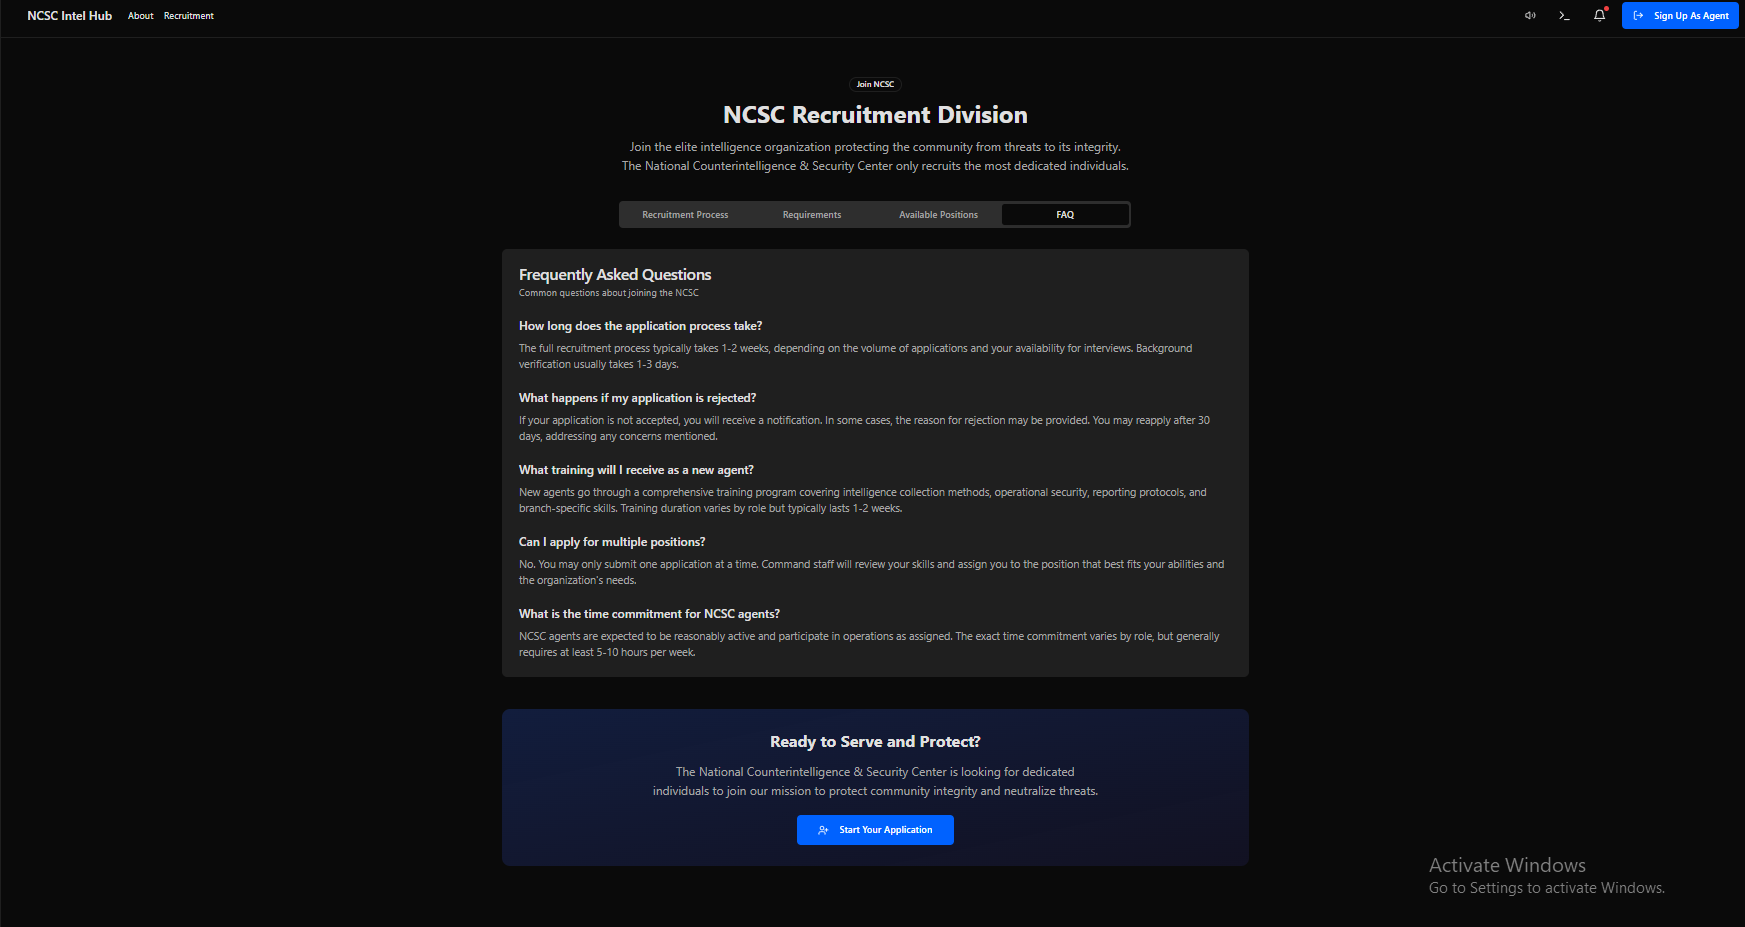 NCSC Intel Hub About Recruitment Sign Up As Agent
Join NCSC
NCSC Recruitment Division
Join the elite intelligence organization protecting the community from threats to its integrity.
The National Counterintelligence & Security Center only recruits the most dedicated individuals.
Recruitment Process Requirements Available Positions FAQ
Frequently Asked Questions
Common questions about joining the NCSC
How long does the application process take?
The full recruitment process typically takes 1-2 weeks, depending on the volume of applications and your availability for interviews. Background
verification usually takes 1-3 days.
What happens if my application is rejected?
If your application is not accepted, you will receive a notification. In some cases, the reason for rejection may be provided. You may reapply after 30
days, addressing any concerns mentioned.
What training will I receive as a new agent?
New agents go through a comprehensive training program covering intelligence collection methods, operational security, reporting protocols, and
branch-specific skills. Training duration varies by role but typically lasts 1-2 weeks.
Can I apply for multiple positions?
No. You may only submit one application at a time. Command staff will review your skills and assign you to the position that best fits your abilities and
the organization's needs.
What is the time commitment for NCSC agents?
NCSC agents are expected to be reasonably active and participate in operations as assigned. The exact time commitment varies by role, but generally
requires at least 5-10 hours per week.
Ready to Serve and Protect?
The National Counterintelligence & Security Center is looking for dedicated
individuals to join our mission to protect community integrity and neutralize threats.
Start Your Application
Activate Windows
Go to Settings to activate Windows.